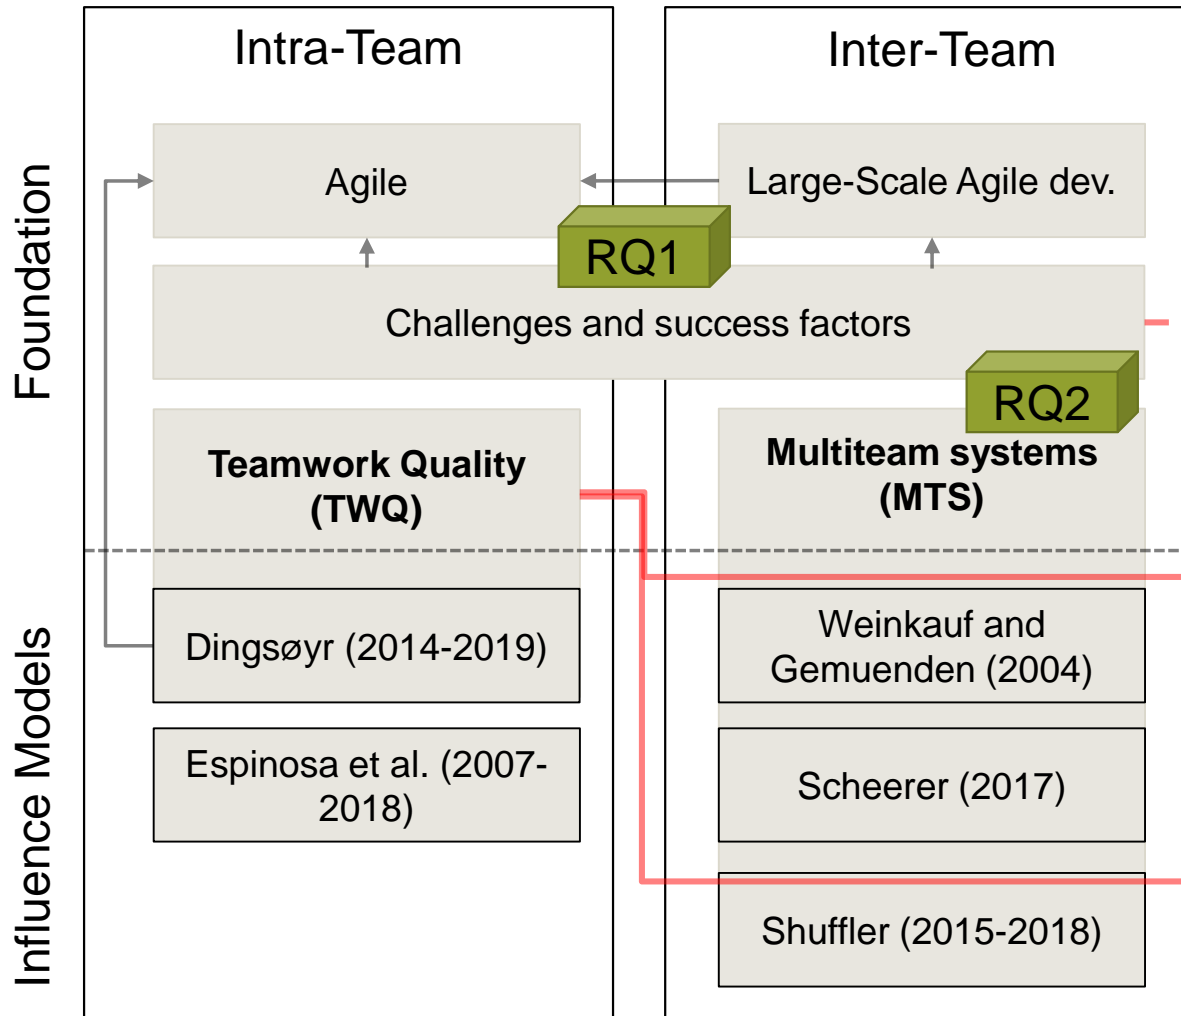 Intra-Team
Inter-Team
Foundation
Agile
Large-Scale Agile dev.
RQ1
Challenges and success factors
RQ2
Teamwork Quality
(TWQ)
Multiteam systems
(MTS)
Influence Models
Dingsøyr (2014-2019)
Weinkauf and
Gemuenden (2004)
Espinosa et al. (2007-
2018)
Scheerer (2017)
Shuffler (2015-2018)